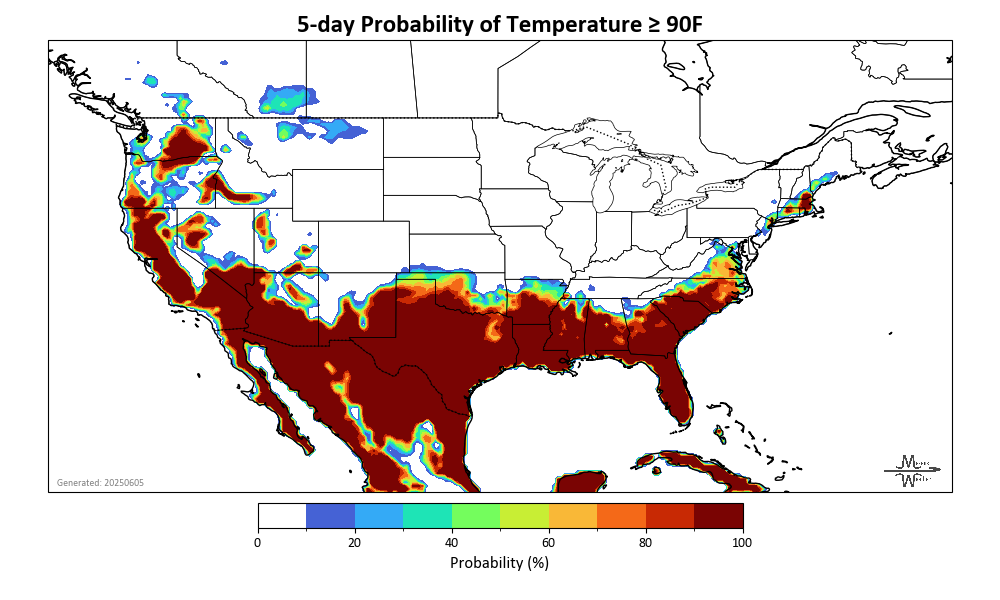 5-day Probability of Temperature ≥ 90F
Generated: 20250605
0 20 40 60 80 100
Probability (%)